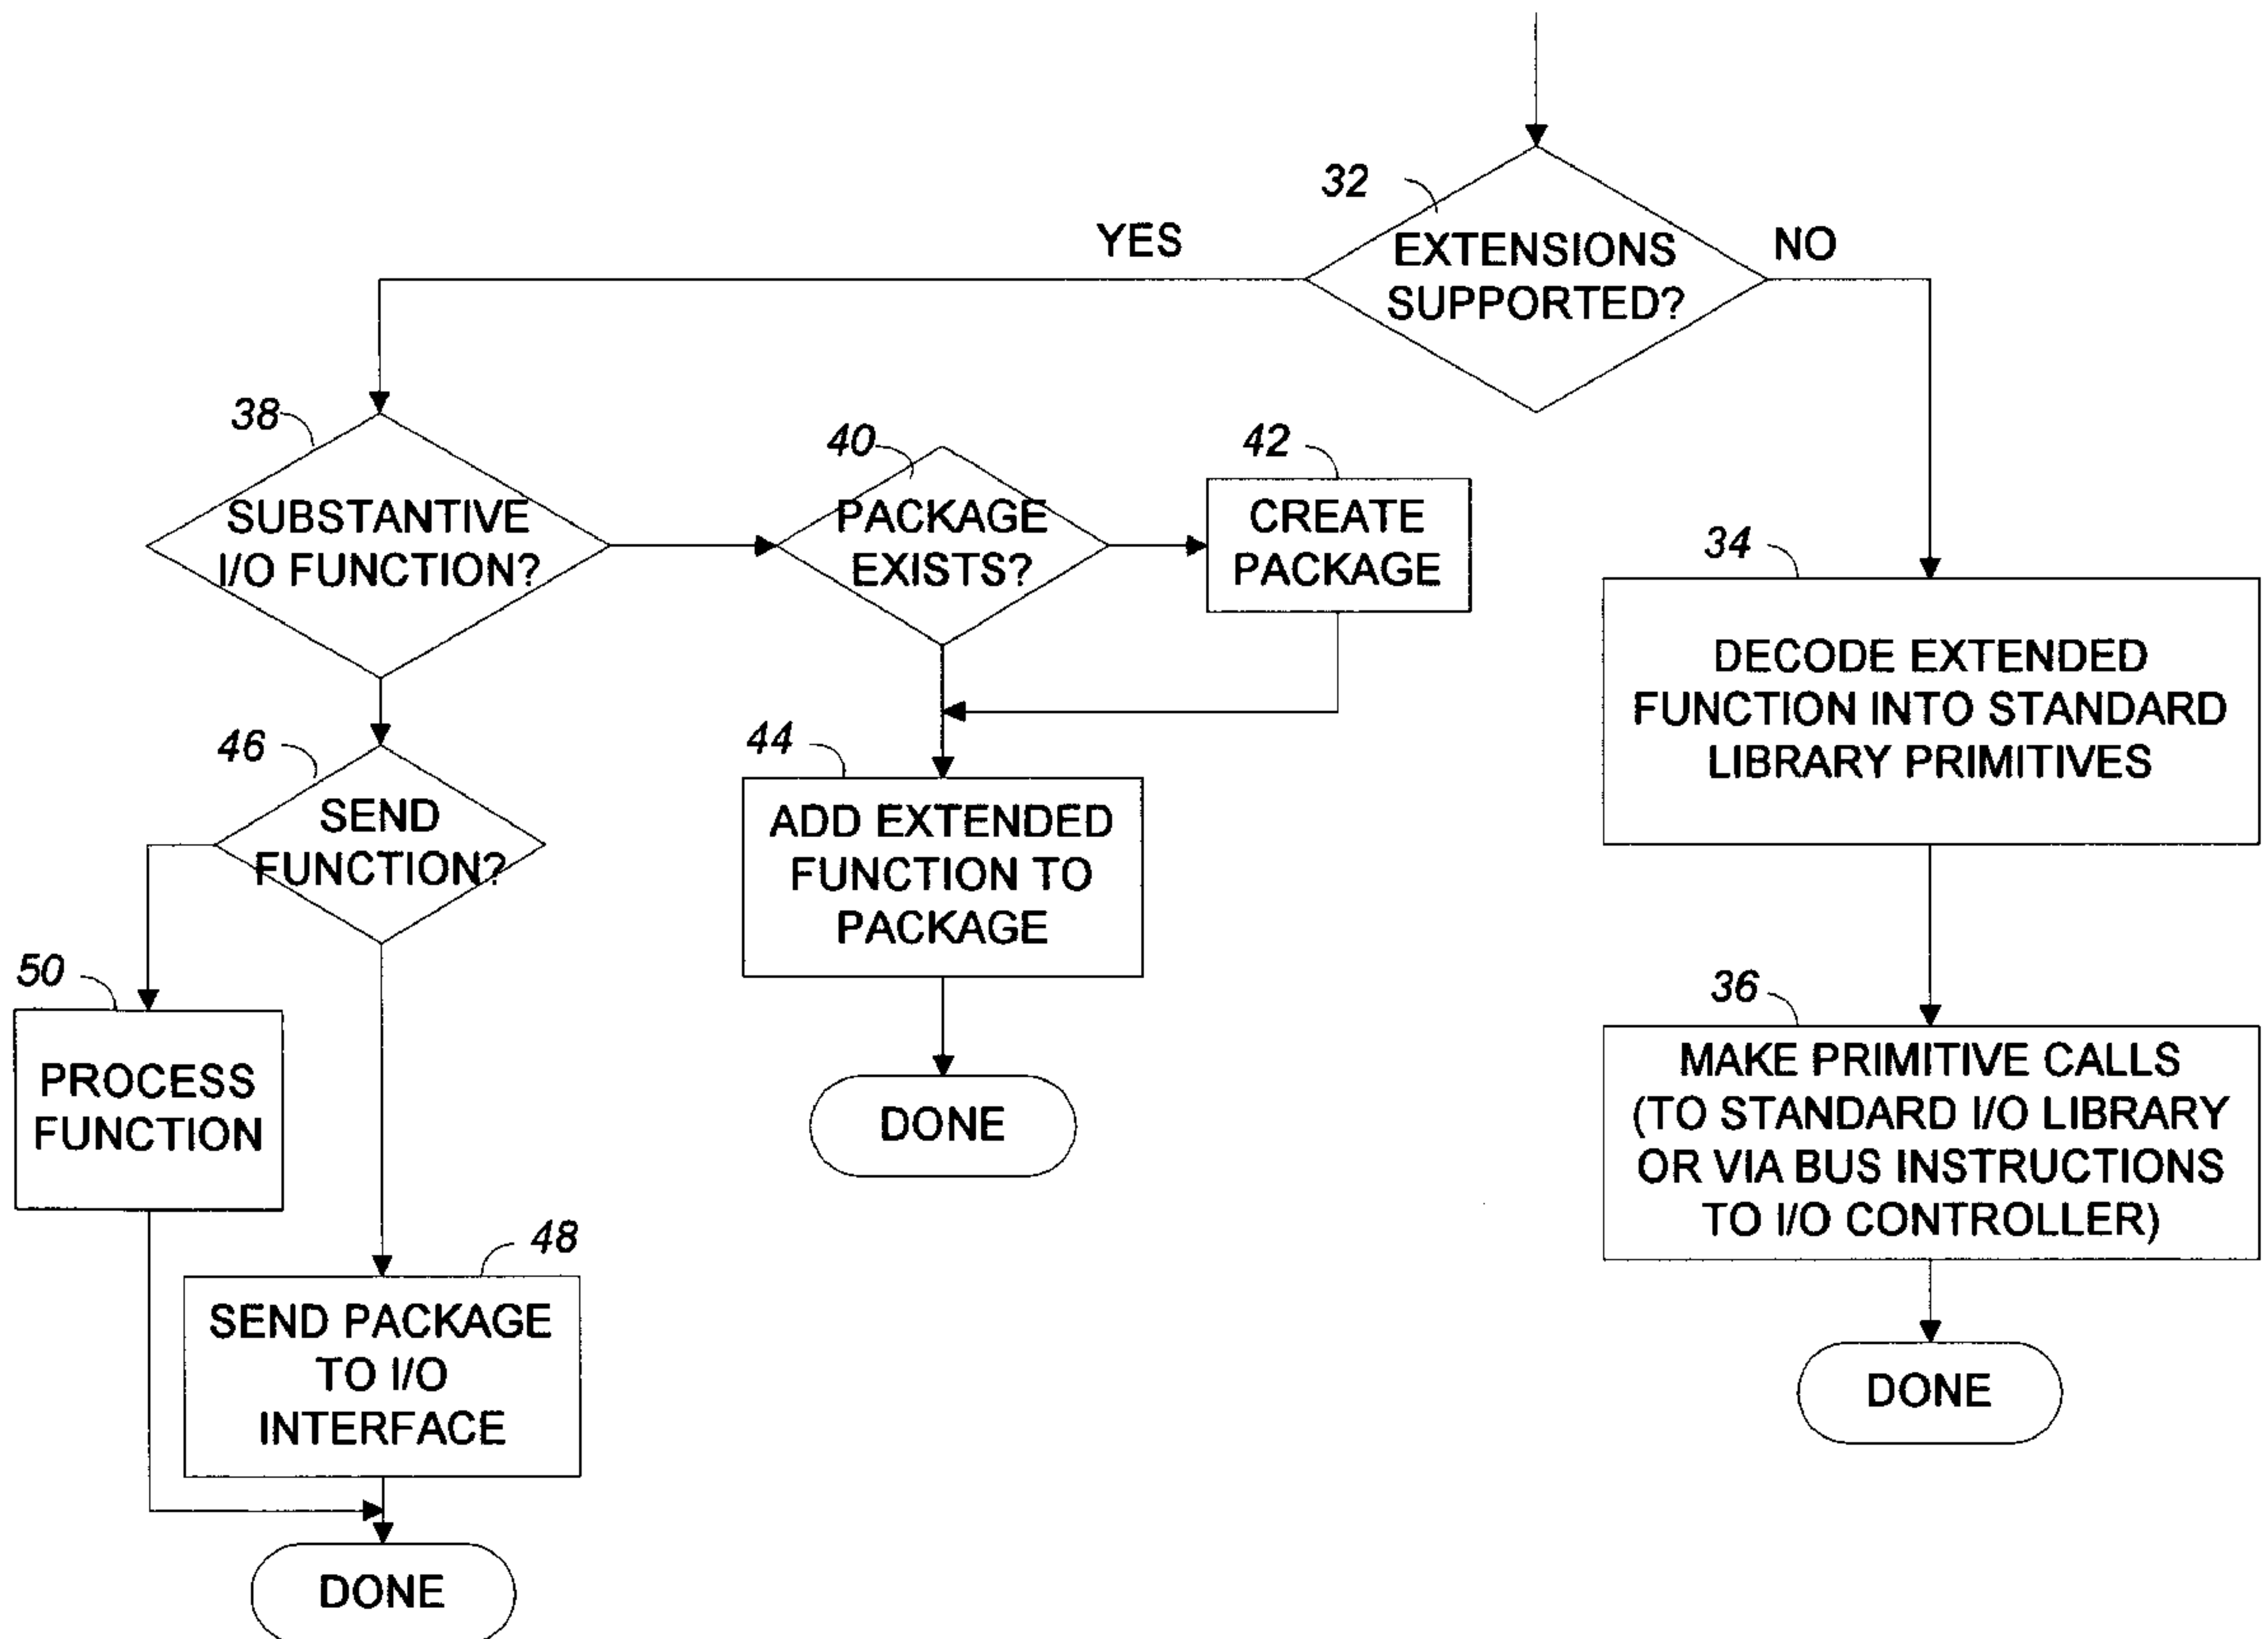 32
YES
EXTENSIONS
SUPPORTED?
NO
38
SUBSTANTIVE
I/O FUNCTION?
40
PACKAGE
EXISTS?
42
CREATE
PACKAGE
34
DECODE EXTENDED
FUNCTION INTO STANDARD
LIBRARY PRIMITIVES
46
SEND
FUNCTION?
44
ADD EXTENDED
FUNCTION TO
PACKAGE
50
PROCESS
FUNCTION
36
MAKE PRIMITIVE CALLS
(TO STANDARD I/O LIBRARY
OR VIA BUS INSTRUCTIONS
TO I/O CONTROLLER)
DONE
48
SEND PACKAGE
TO I/O
INTERFACE
DONE
DONE